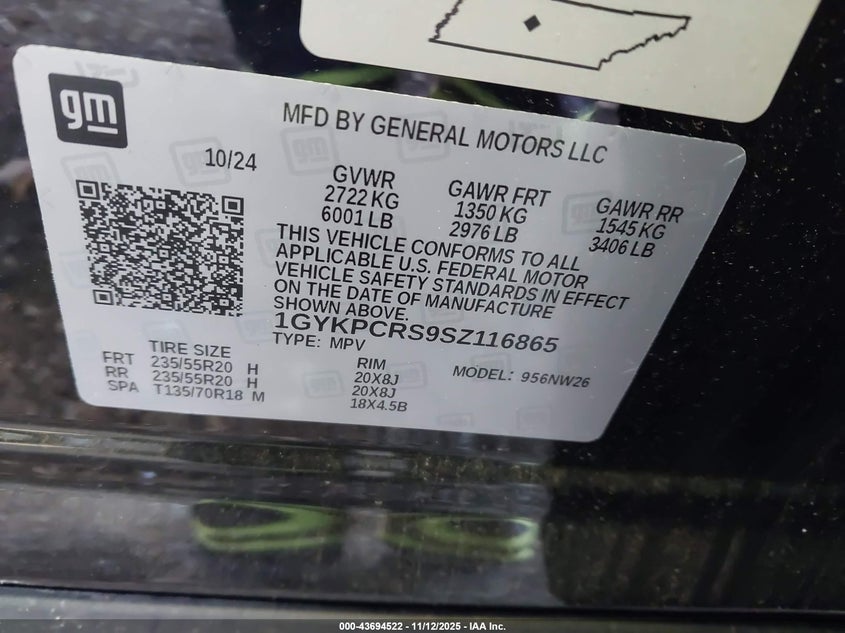 gm
MFD BY GENERAL MOTORS LLC
10/24
GVWR
2722 KG
6001 LB
GAWR FRT
1350 KG
2976 LB
GAWR RR
1545 KG
3406 LB
THIS VEHICLE CONFORMS TO ALL
APPLICABLE U.S. FEDERAL MOTOR
VEHICLE SAFETY STANDARDS IN EFFECT
ON THE DATE OF MANUFACTURE
SHOWN ABOVE.
1GYKPCRS9SZ116865
TYPE: MPV
MODEL: 956NW26
TIRE SIZE
RIM
FRT 235/55R20 H 20X8J
RR 235/55R20 H 20X8J
SPA T135/70R18 M 18X4.5B
000-43694522 - 11/12/2025 - IAA Inc.